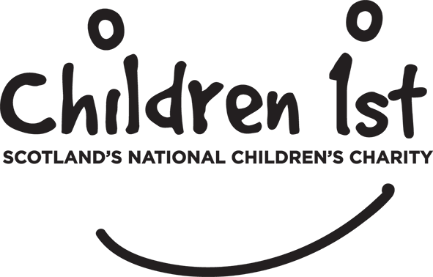 Children 1st
SCOTLAND'S NATIONAL CHILDREN'S CHARITY